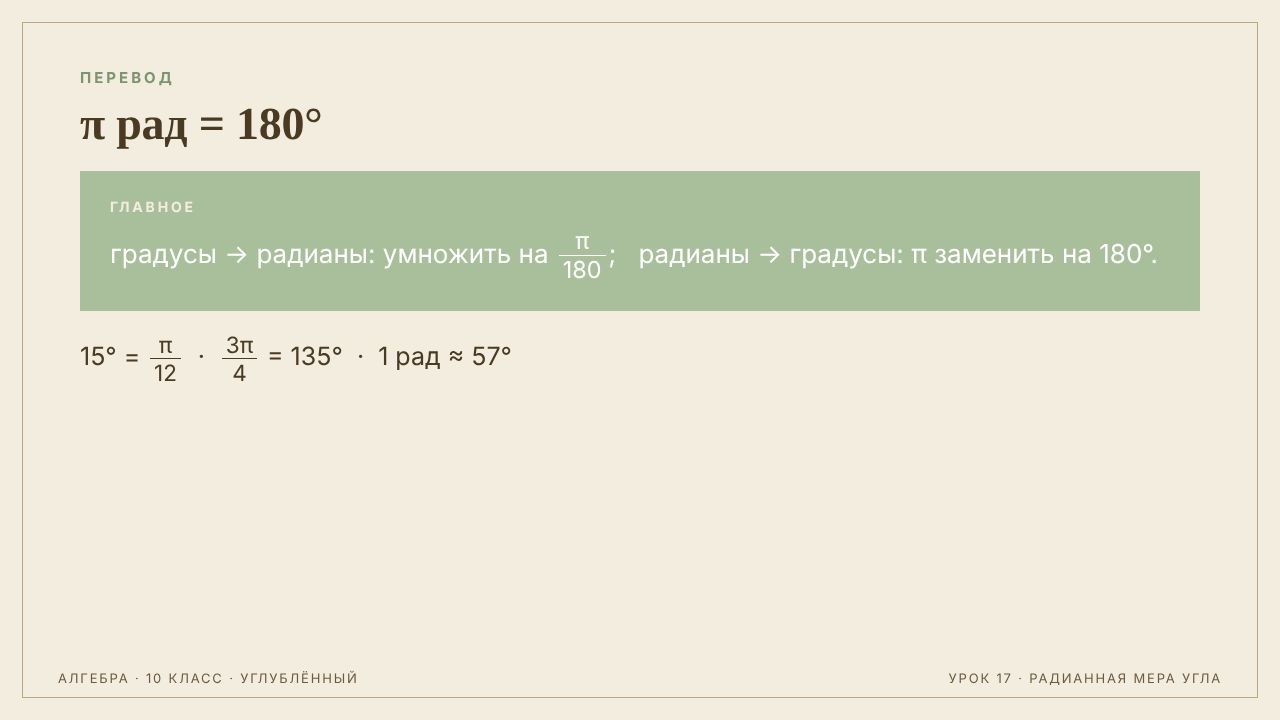 ПЕРЕВОД
π рад = 180°
ГЛАВНОЕ
градусы → радианы: умножить на π/180; радианы → градусы: π заменить на 180°.
15° = π/12 · 3π/4 = 135° · 1 рад ≈ 57°
АЛГЕБРА · 10 КЛАСС · УГЛУБЛЁННЫЙ
УРОК 17 · РАДИАННАЯ МЕРА УГЛА